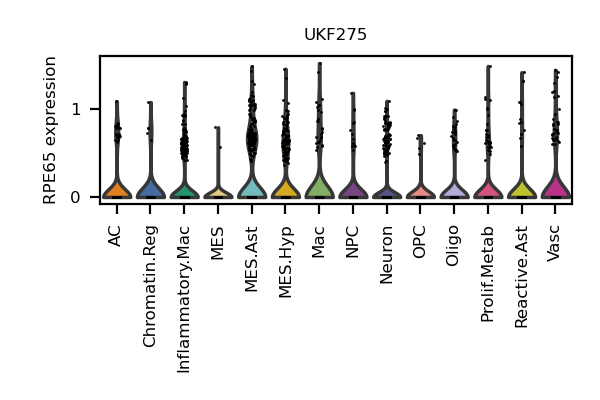 UKF275
RPE65 expression
1
0
AC
Chromatin.Reg
Inflammatory.Mac
MES
MES.Ast
MES.Hyp
Mac
NPC
Neuron
OPC
Oligo
Prolif.Metab
Reactive.Ast
Vasc